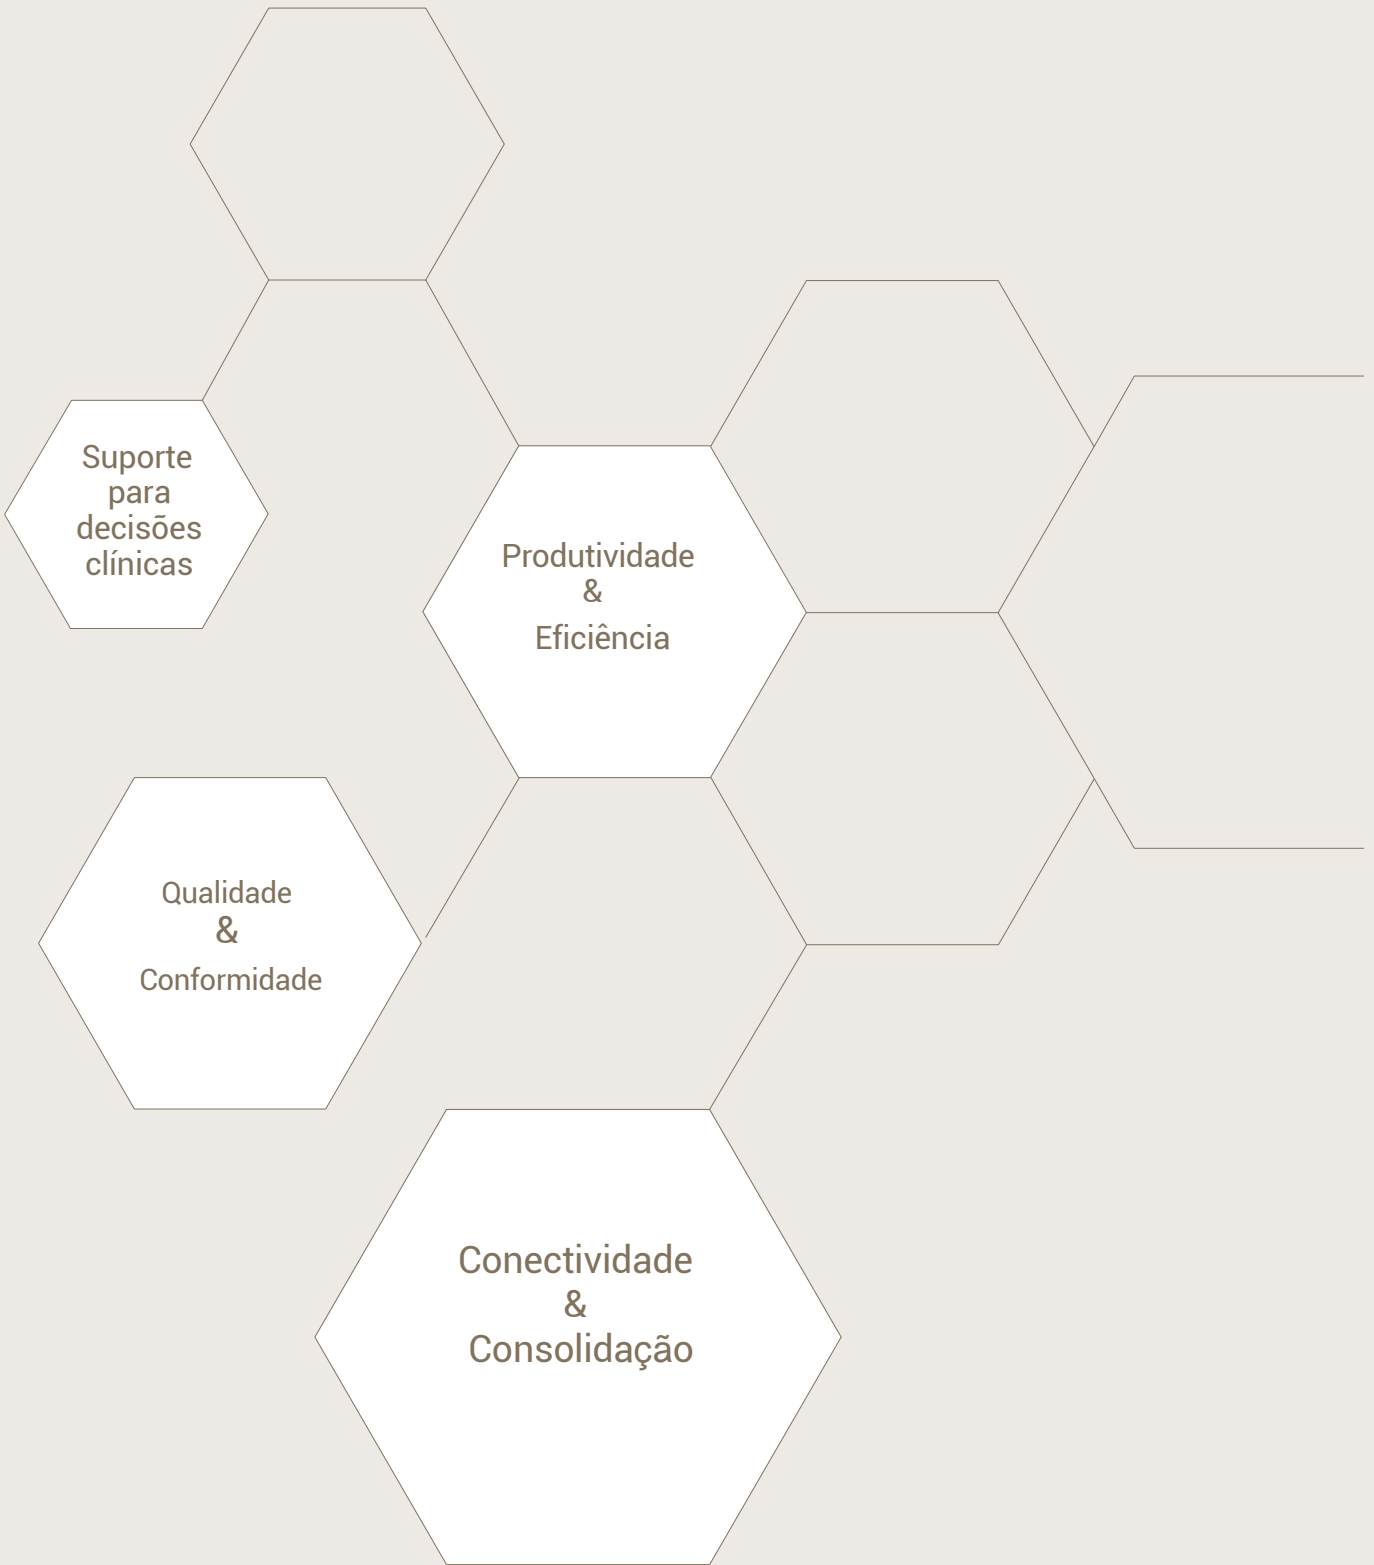 Suporte
para
decisões
clínicas
Produtividade
&
Eficiência
Qualidade
&
Conformidade
Conectividade
&
Consolidação